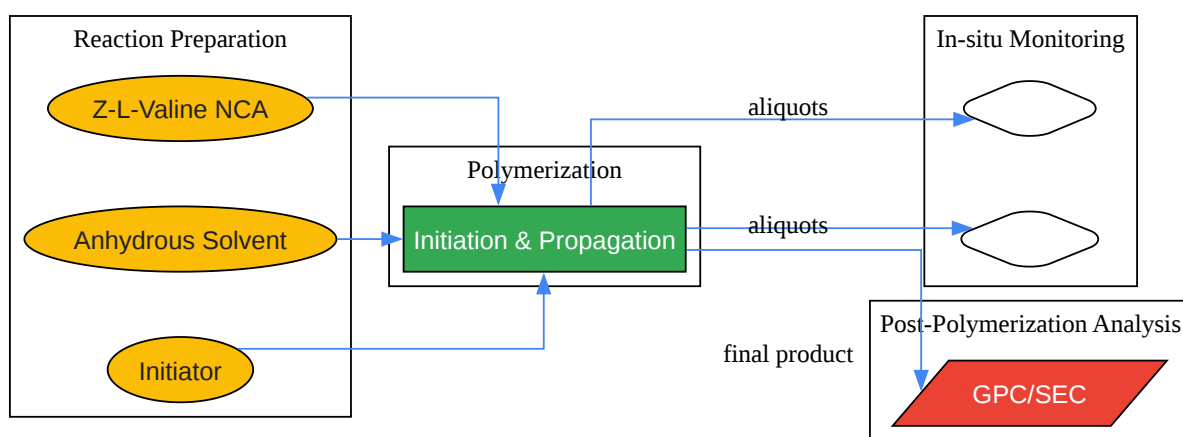 Reaction Preparation
Z-L-Valine NCA
Anhydrous Solvent
Initiator
Polymerization
Initiation & Propagation
aliquots
aliquots
final product
In-situ Monitoring
Post-Polymerization Analysis
GPC/SEC